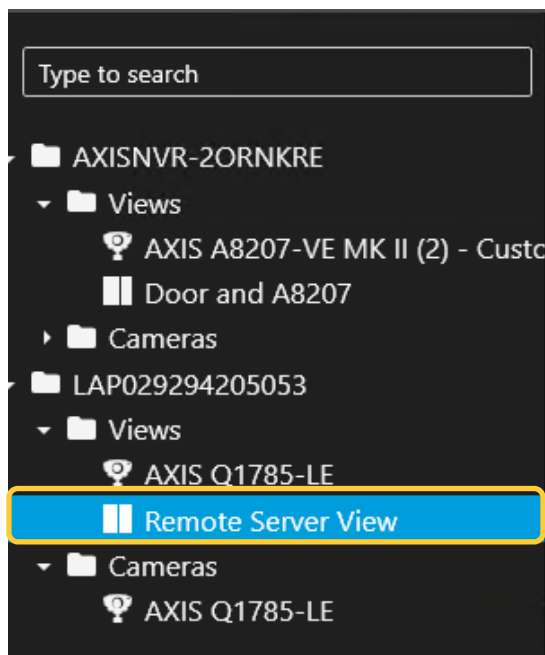 Type to search
AXISNVR-2ORNKRE
Views
AXIS A8207-VE MK II (2) - Custo
Door and A8207
Cameras
LAP029294205053
Views
AXIS Q1785-LE
Remote Server View
Cameras
AXIS Q1785-LE